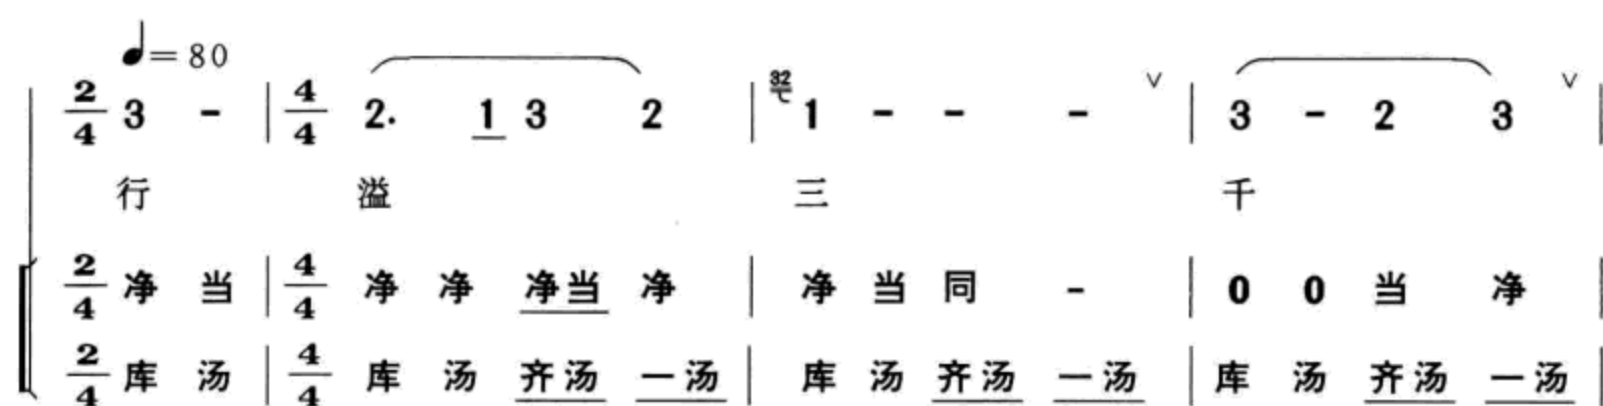 ♩= 80
2/4 3 - | 4/4 2. 1 3 2 | 32 1 - - - ∨ | 3 - 2 3 ∨ |
行 溢 三 千
2/4 净 当 | 4/4 净 净 净当 净 | 净 当 同 - | 0 0 当 净 |
2/4 库 汤 | 4/4 库 汤 齐汤 一汤 | 库 汤 齐汤 一汤 | 库 汤 齐汤 一汤 |